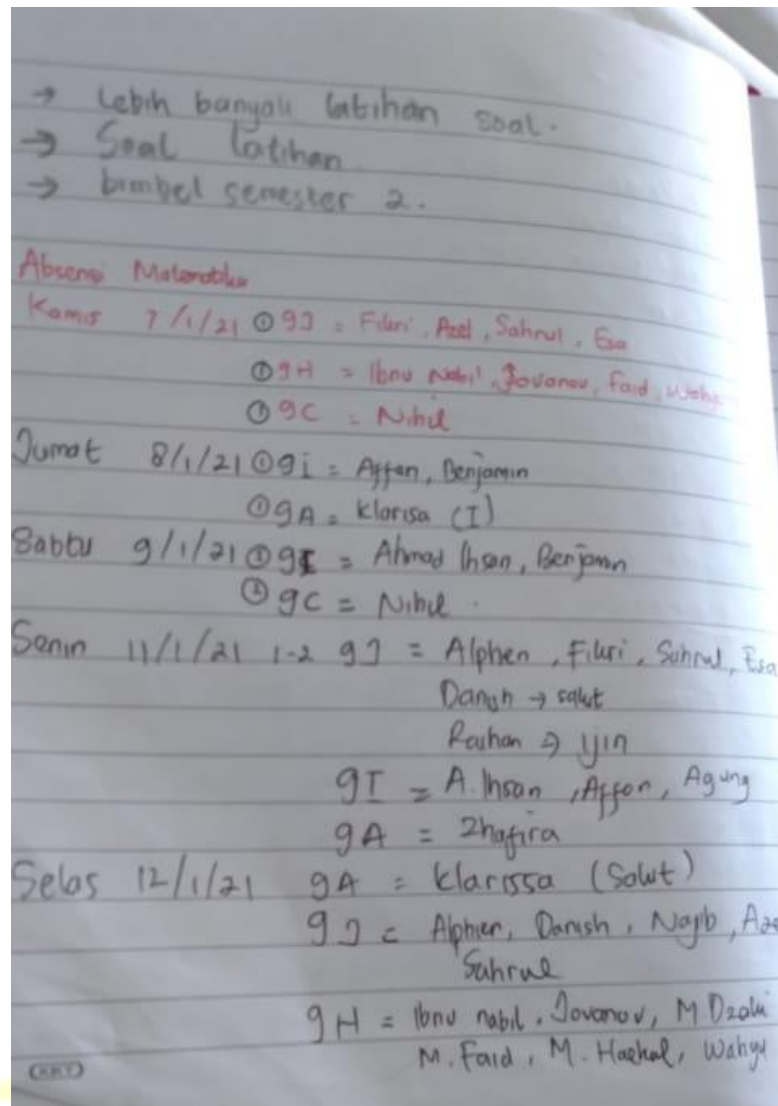 → Lebih banyak latihan soal.
→ Soal latihan
→ bimbel semester 2.
Absensi Matematika
Kamis 7/1/21 ① 9J = Fikri, Azel, Sahrul, Esa
① 9H = Ibnu Nabil, Jovanov, Faid, Wahyu
① 9C = Nihil
Jumat 8/1/21 ① 9i = Affan, Benjamin
① 9A = Klarisa (I)
Sabtu 9/1/21 ① 9I = Ahmad Ihsan, Benjamin
② 9C = Nihil.
Senin 11/1/21 1-2 9J = Alphen, Fikri, Sahrul, Esa
Danish → sakit
Raihan → ijin
9I = A. Ihsan, Affan, Agung
9A = Zhafira
Selas 12/1/21 9A = Klarissa (Sakit)
9J = Alphien, Danish, Najib, Aze
Sahrul
9H = Ibnu nabil, Jovanov, M Dzaki
M. Faid, M. Haekal, Wahyu